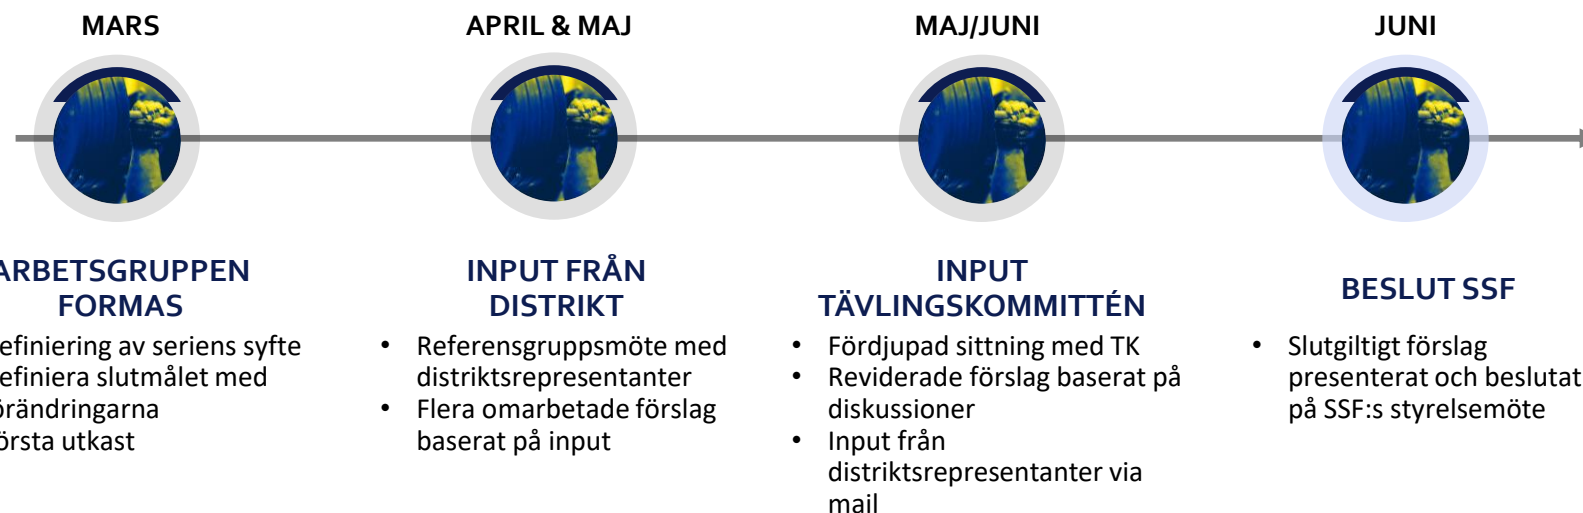 MARS
ARBETSGRUPPEN
FORMAS
efiniering av seriens syfte
efiniera slutmålet med
örändringarna
örsta utkast
APRIL & MAJ
INPUT FRÅN
DISTRIKT
• Referensgruppsmöte med
distriktsrepresentanter
• Flera omarbetade förslag
baserat på input
MAJ/JUNI
INPUT
TÄVLINGSKOMMITTÉN
• Fördjupad sittning med TK
• Reviderade förslag baserat på
diskussioner
• Input från
distriktsrepresentanter via
mail
JUNI
BESLUT SSF
• Slutgiltigt förslag
presenterat och beslutat
på SSF:s styrelsemöte